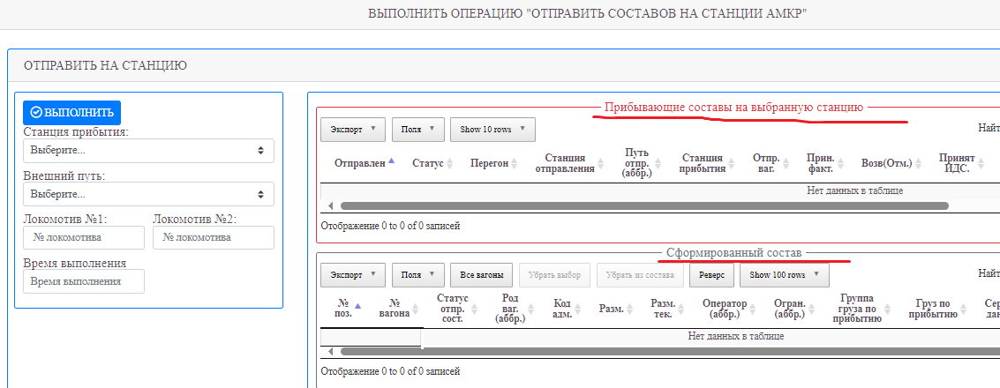 ВЫПОЛНИТЬ ОПЕРАЦИЮ "ОТПРАВИТЬ СОСТАВОВ НА СТАНЦИИ АМКР"
ОТПРАВИТЬ НА СТАНЦИЮ
ВЫПОЛНИТЬ
Станция прибытия:
Выберите...
Внешний путь:
Выберите...
Локомотив №1: Локомотив №2:
№ локомотива № локомотива
Время выполнения
Время выполнения
Прибывающие составы на выбранную станцию
Экспорт Поля Show 10 rows Найт
Отправлен Статус Перегон Станция отправления Путь отпр. (аббр.) Станция прибытия Отпр. ваг. Прин. факт. Возв(Отм.) Принят ИДС.
Нет данных в таблице
Отображение 0 to 0 of 0 записей
Сформированный состав
Экспорт Поля Все вагоны Убрать выбор Убрать из состава Реверс Show 100 rows Найт
№ поз. № вагона Статус отпр. сост. Род ваг. (аббр.) Код адм. Разм. Разм. тек. Оператор (аббр.) Огран. (аббр.) Группа груза по прибытию Груз по прибытию Сер дан
Нет данных в таблице
Отображение 0 to 0 of 0 записей